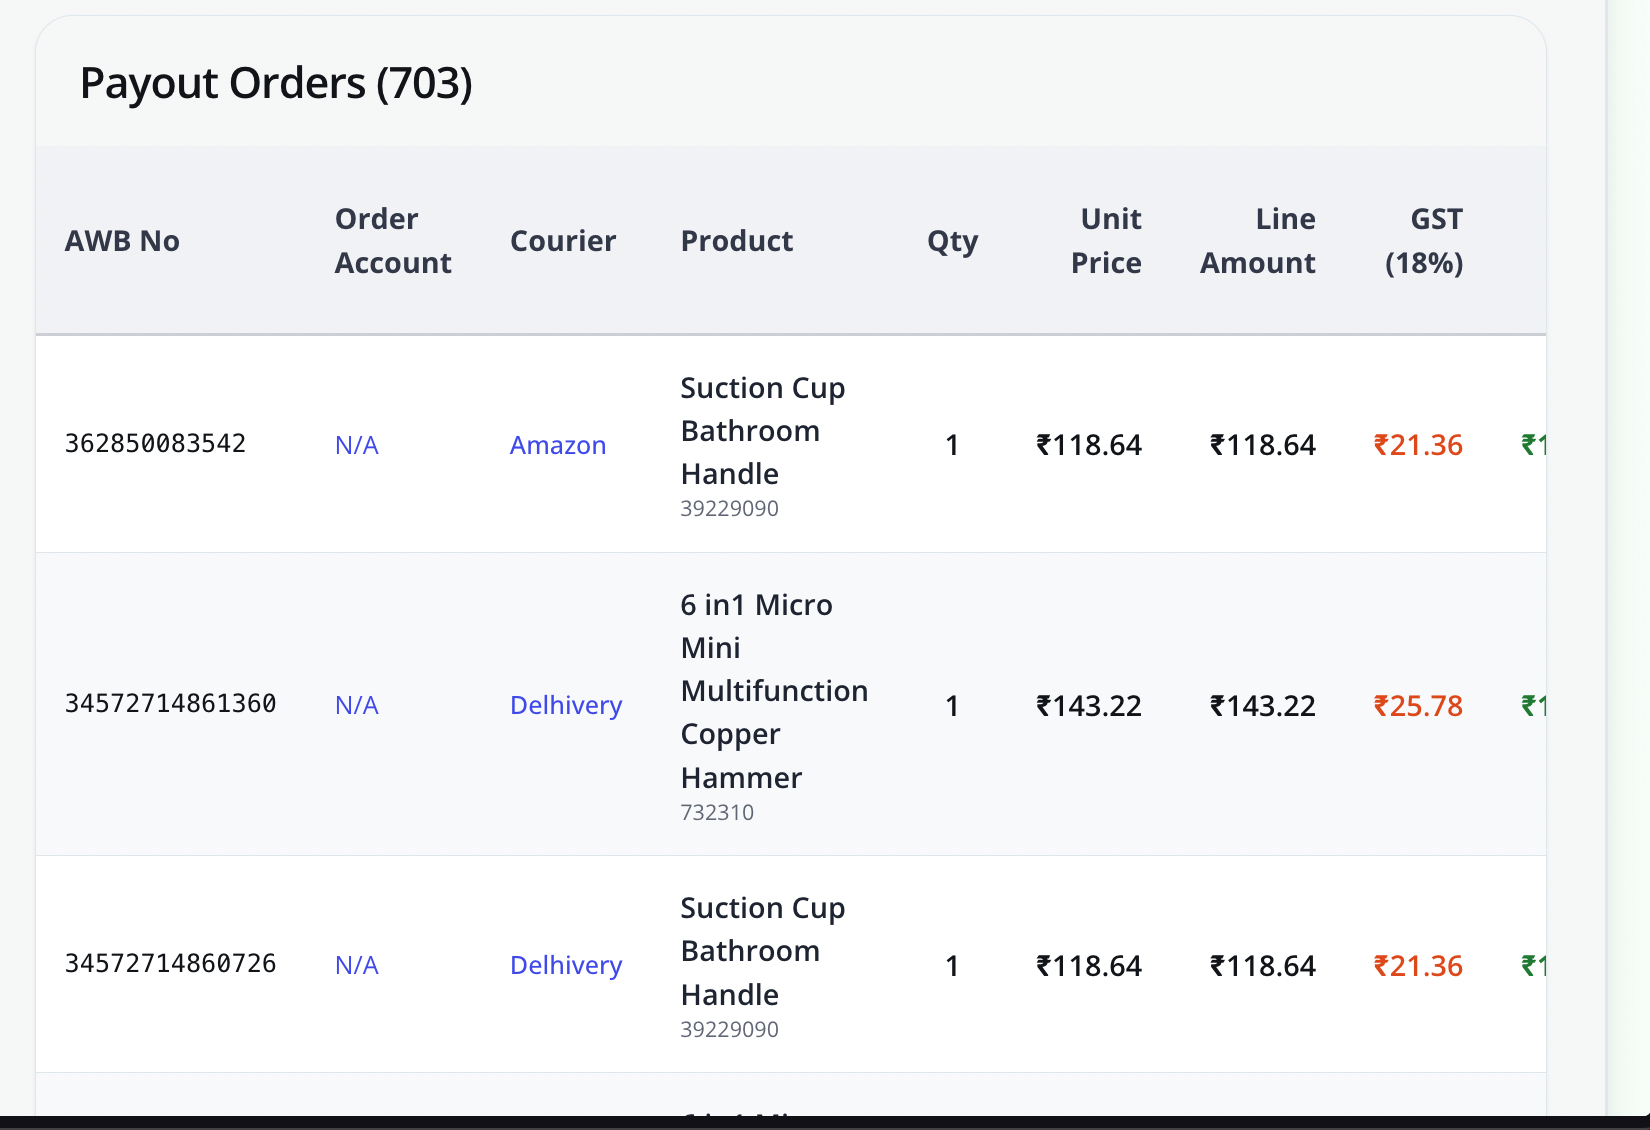 Payout Orders (703)
AWB No
Order
Account
Courier
Product
Qty
Unit
Price
Line
Amount
GST
(18%)
362850083542
N/A
Amazon
Suction Cup
Bathroom
Handle
39229090
1
₹118.64
₹118.64
₹21.36
₹1
34572714861360
N/A
Delhivery
6 in1 Micro
Mini
Multifunction
Copper
Hammer
732310
1
₹143.22
₹143.22
₹25.78
₹1
34572714860726
N/A
Delhivery
Suction Cup
Bathroom
Handle
39229090
1
₹118.64
₹118.64
₹21.36
₹1